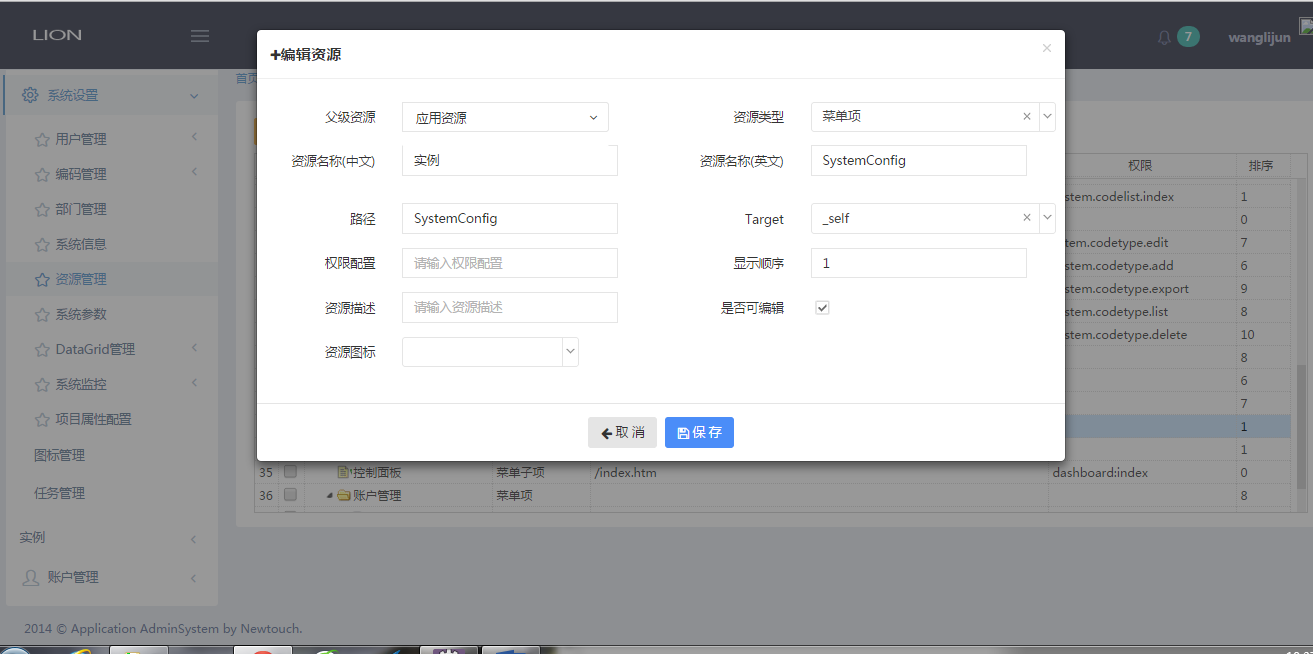 LION
7
wanglijun
系统设置
用户管理
编码管理
部门管理
系统信息
资源管理
系统参数
DataGrid管理
系统监控
项目属性配置
图标管理
任务管理
实例
账户管理
首页
编辑资源
×
父级资源 应用资源 资源类型 菜单项 ×
资源名称(中文) 实例 资源名称(英文) SystemConfig
路径 SystemConfig Target _self ×
权限配置 请输入权限配置 显示顺序 1
资源描述 请输入资源描述 是否可编辑
资源图标
取 消 保 存
权限 排序
stem.codelist.index 1
0
tem.codetype.edit 7
stem.codetype.add 6
stem.codetype.export 9
stem.codetype.list 8
stem.codetype.delete 10
8
6
7
1
1
35 控制面板 菜单子项 /index.htm dashboard:index 0
36 账户管理 菜单项 8
2014 © Application AdminSystem by Newtouch.